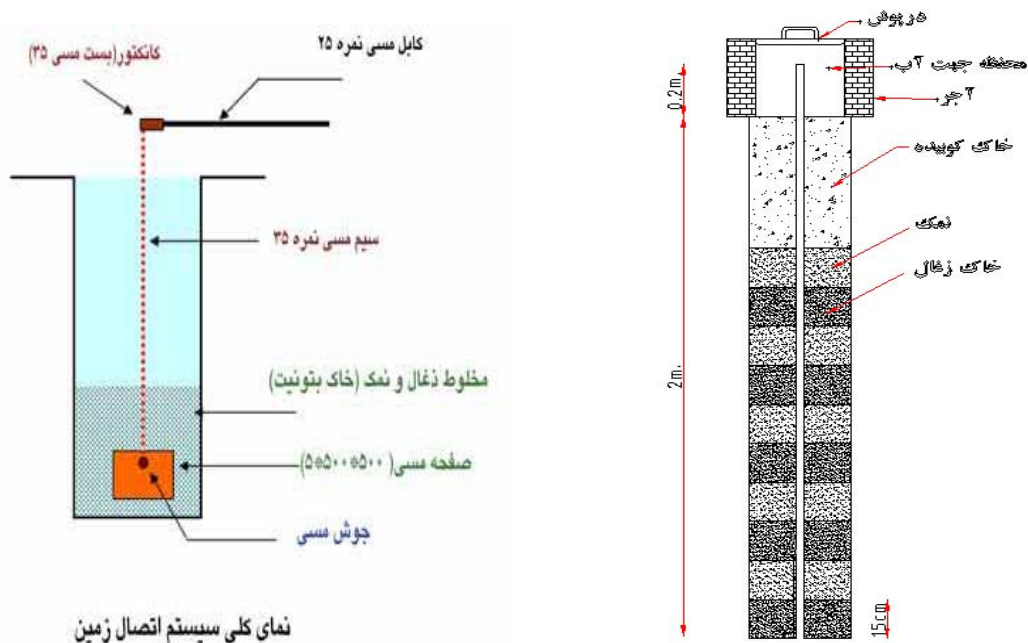 کابل مسی نمره ۲۵
کانکتور(بست مسی ۳۵)
سیم مسی نمره ۳۵
مخلوط ذغال و نمک (خاک بتونیت)
صفحه مسی( ۵۰۰*۵۰۰*۵)
جوش مسی
نمای کلی سیستم اتصال زمین
درپوش
محفظه جهت آب
آجر
0.2m
خاک کوبیده
نمک
خاک زغال
2m.
15cm